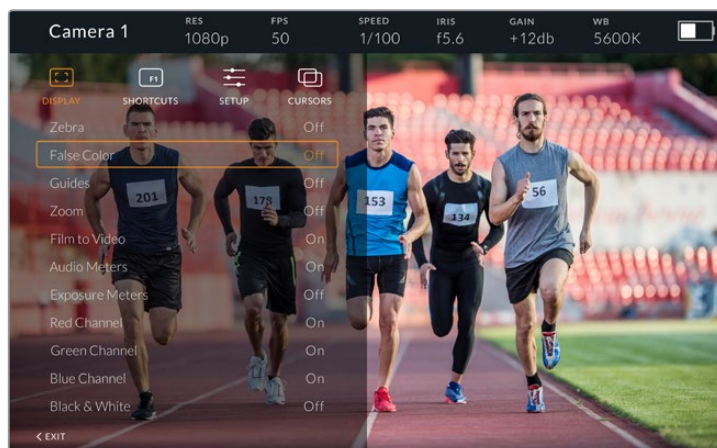 Camera 1
RES FPS SPEED IRIS GAIN WB
1080p 50 1/100 f5.6 +12db 5600K
F1
DISPLAY SHORTCUTS SETUP CURSORS
Zebra Off
False Color Off
Guides Off
Zoom Off
Film to Video On
Audio Meters On
Exposure Meters Off
Red Channel On
Green Channel On
Blue Channel On
Black & White Off
< EXIT
201
178
153
134
56